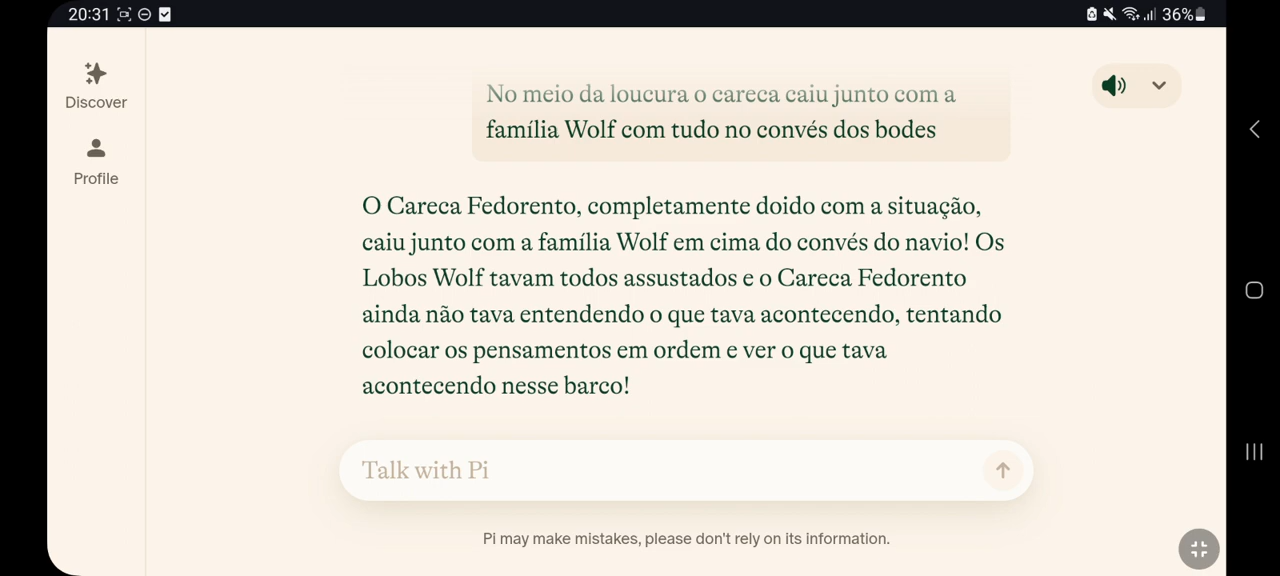 20:31
36%
Discover
Profile
No meio da loucura o careca caiu junto com a
família Wolf com tudo no convés dos bodes
O Careca Fedorento, completamente doido com a situação,
caiu junto com a família Wolf em cima do convés do navio! Os
Lobos Wolf tavam todos assustados e o Careca Fedorento
ainda não tava entendendo o que tava acontecendo, tentando
colocar os pensamentos em ordem e ver o que tava
acontecendo nesse barco!
Talk with Pi
Pi may make mistakes, please don't rely on its information.